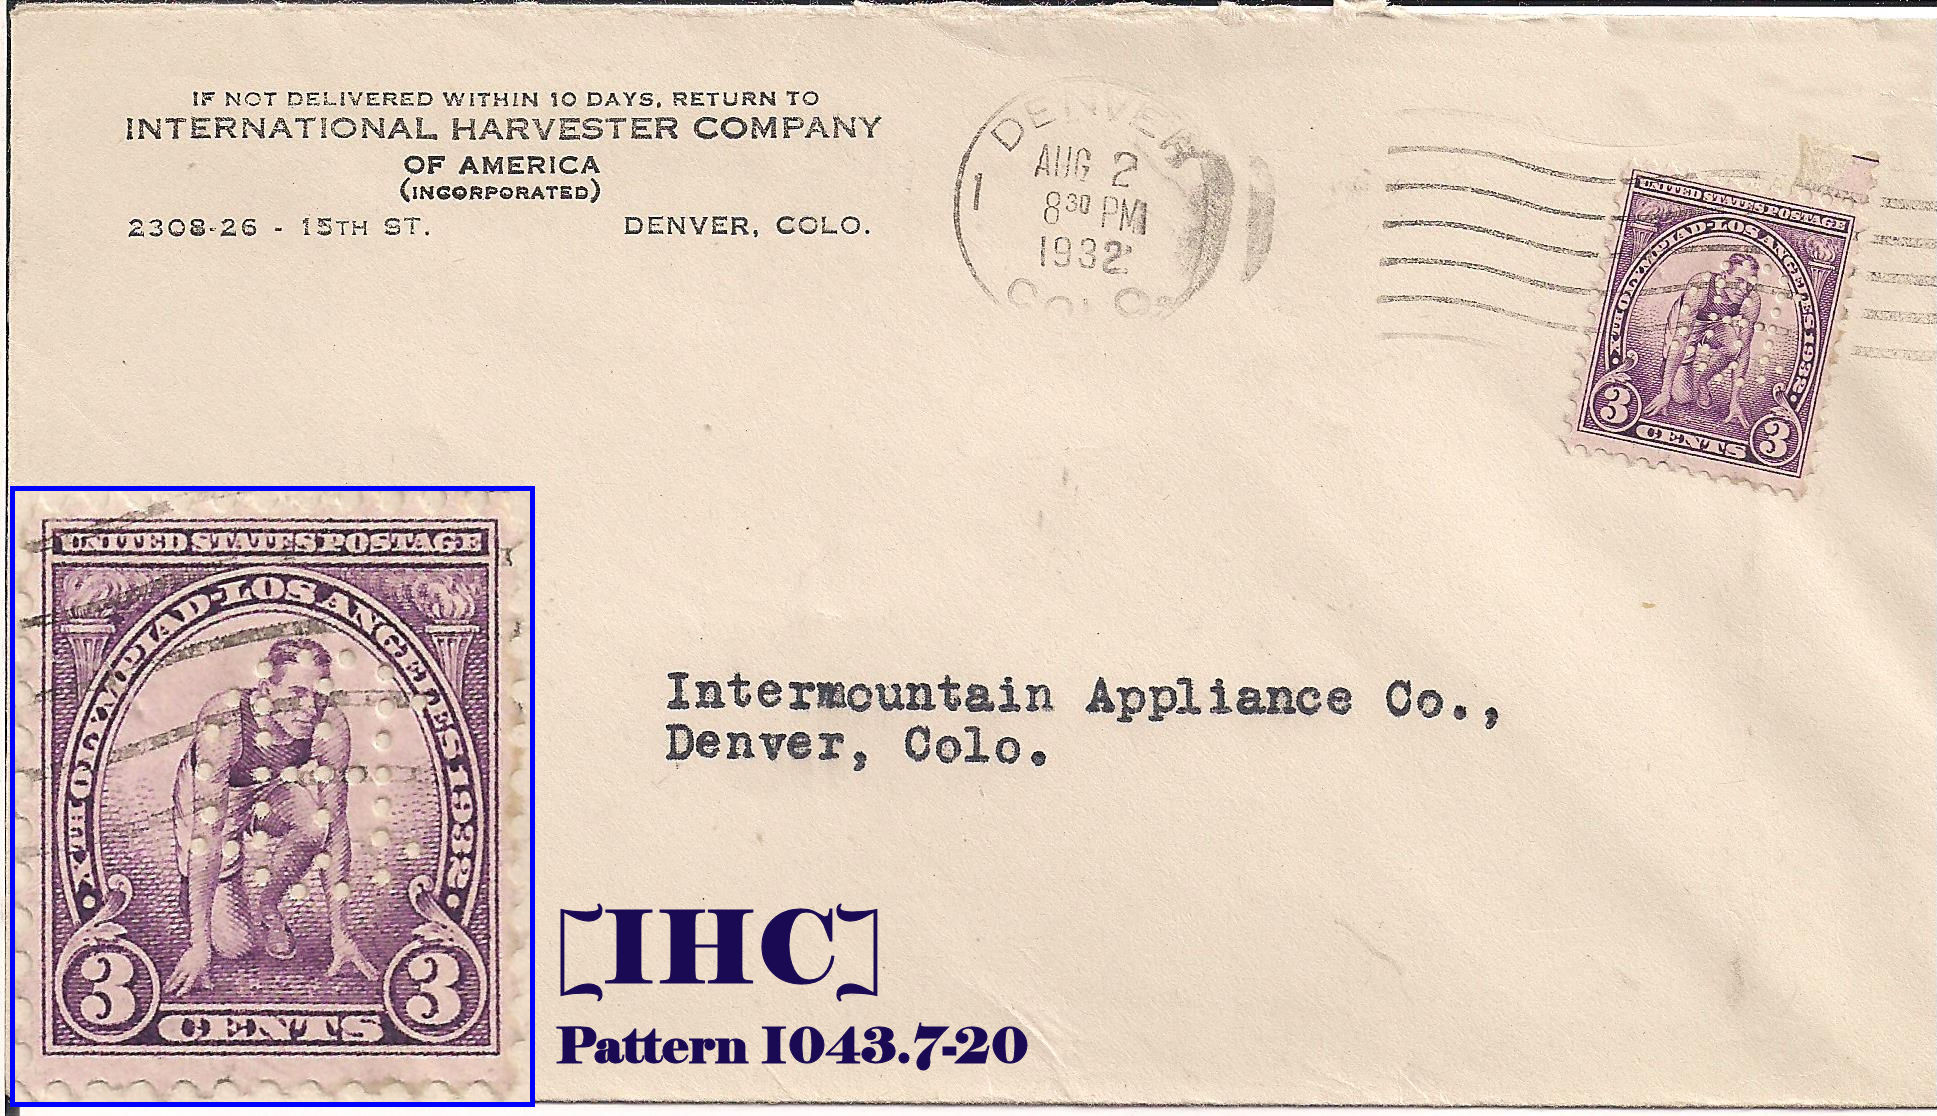 IF NOT DELIVERED WITHIN 10 DAYS, RETURN TO
INTERNATIONAL HARVESTER COMPANY
OF AMERICA
(INCORPORATED)
2308-26 - 15TH ST. DENVER, COLO.
DENVER
1
AUG 2
8³⁰ PM
1932
COLO.
UNITED STATES POSTAGE
XTH OLYMPIAD-LOS ANGELES 1932
3 3
CENTS
Intermountain Appliance Co.,
Denver, Colo.
UNITED STATES POSTAGE
XTH OLYMPIAD-LOS ANGELES 1932
3 3
CENTS
[IHC]
Pattern I043.7-20